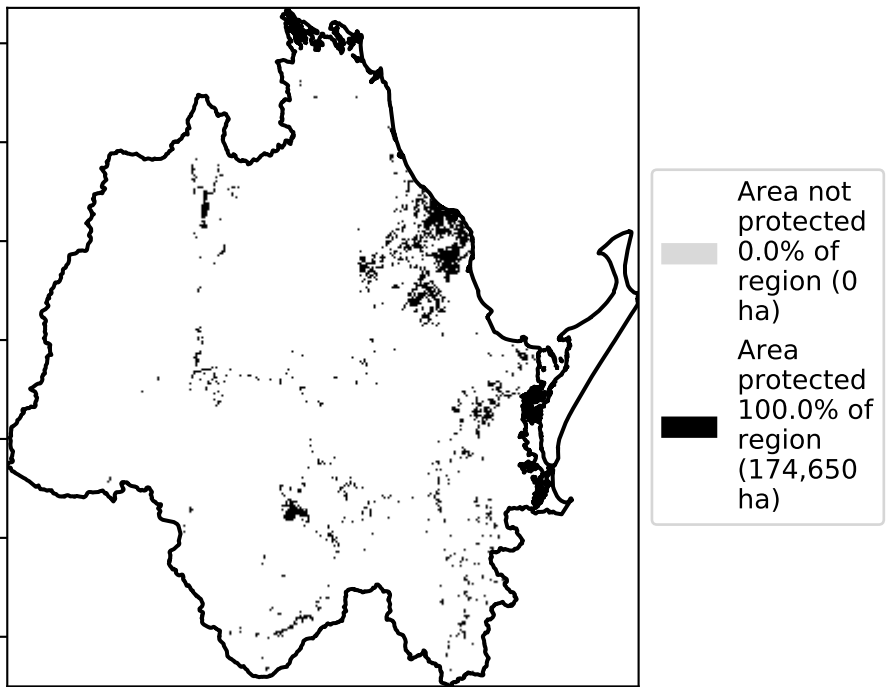 Area not
protected
0.0% of
region (0
ha)
Area
protected
100.0% of
region
(174,650
ha)